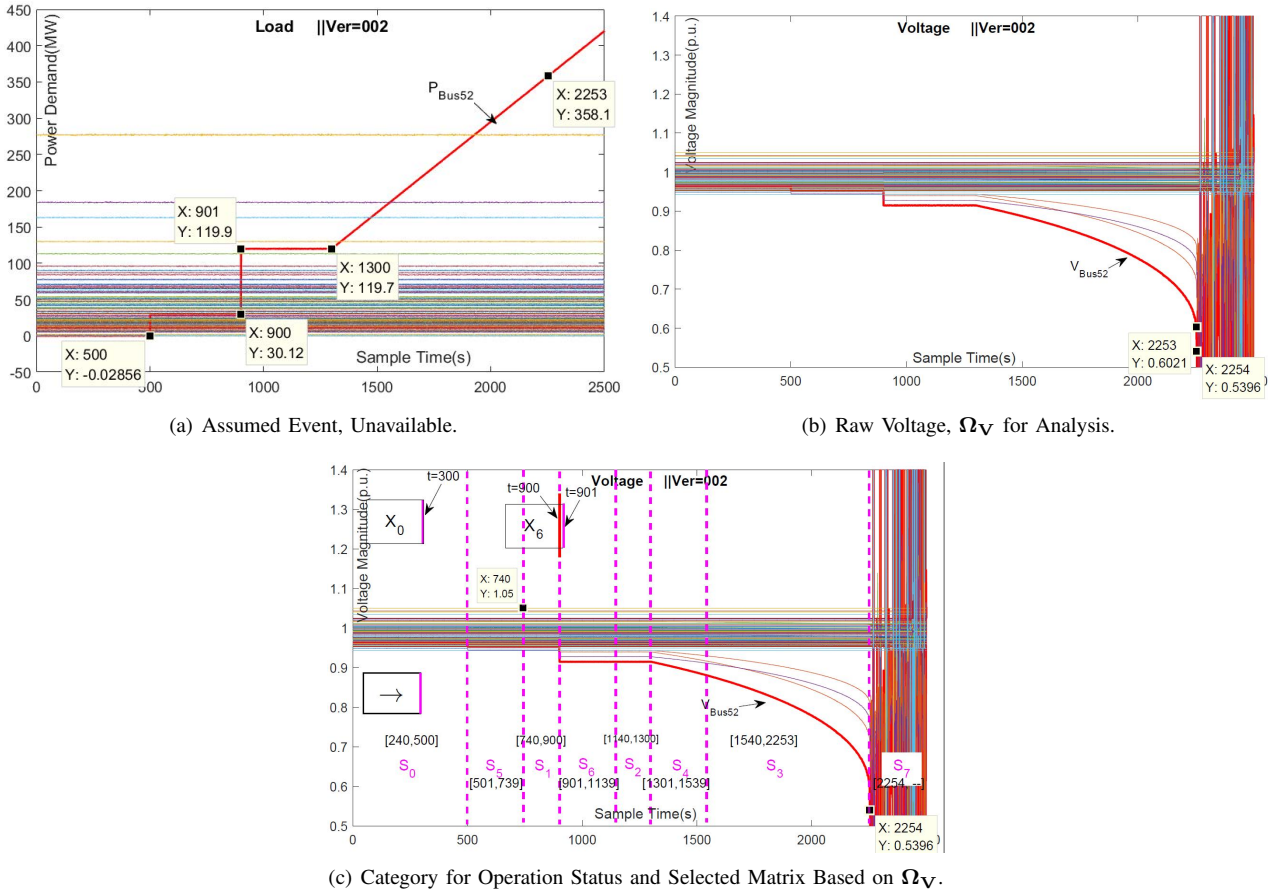 Load ||Ver=002
Power Demand(MW)
450
400
350
300
250
200
150
100
50
0
-50
P_Bus52
X: 2253
Y: 358.1
X: 901
Y: 119.9
X: 1300
Y: 119.7
X: 900
Y: 30.12
X: 500
Y: -0.02856
Sample Time(s)
0 500 1000 1500 2000 2500
(a) Assumed Event, Unavailable.
Voltage ||Ver=002
Voltage Magnitude(p.u.)
1.4
1.3
1.2
1.1
1
0.9
0.8
0.7
0.6
0.5
V_Bus52
X: 2253
Y: 0.6021
X: 2254
Y: 0.5396
Sample Time(s)
0 500 1000 1500 2000
(b) Raw Voltage, Ω_V for Analysis.
Voltage ||Ver=002
Voltage Magnitude(p.u.)
1.4
1.3
1.2
1.1
1
0.9
0.8
0.7
0.6
0.5
t=300
X_0
t=900
t=901
X_6
X: 740
Y: 1.05
→
V_Bus52
[240,500]
[740,900]
[1140,1300]
[1540,2253]
S_0
S_5
S_1
S_6
S_2
S_4
S_3
S_7
[501,739]
[901,1139]
[1301,1539]
[2254, --]
Sample Time(s)
X: 2254
Y: 0.5396
0 500 1000 1500 2000
(c) Category for Operation Status and Selected Matrix Based on Ω_V.